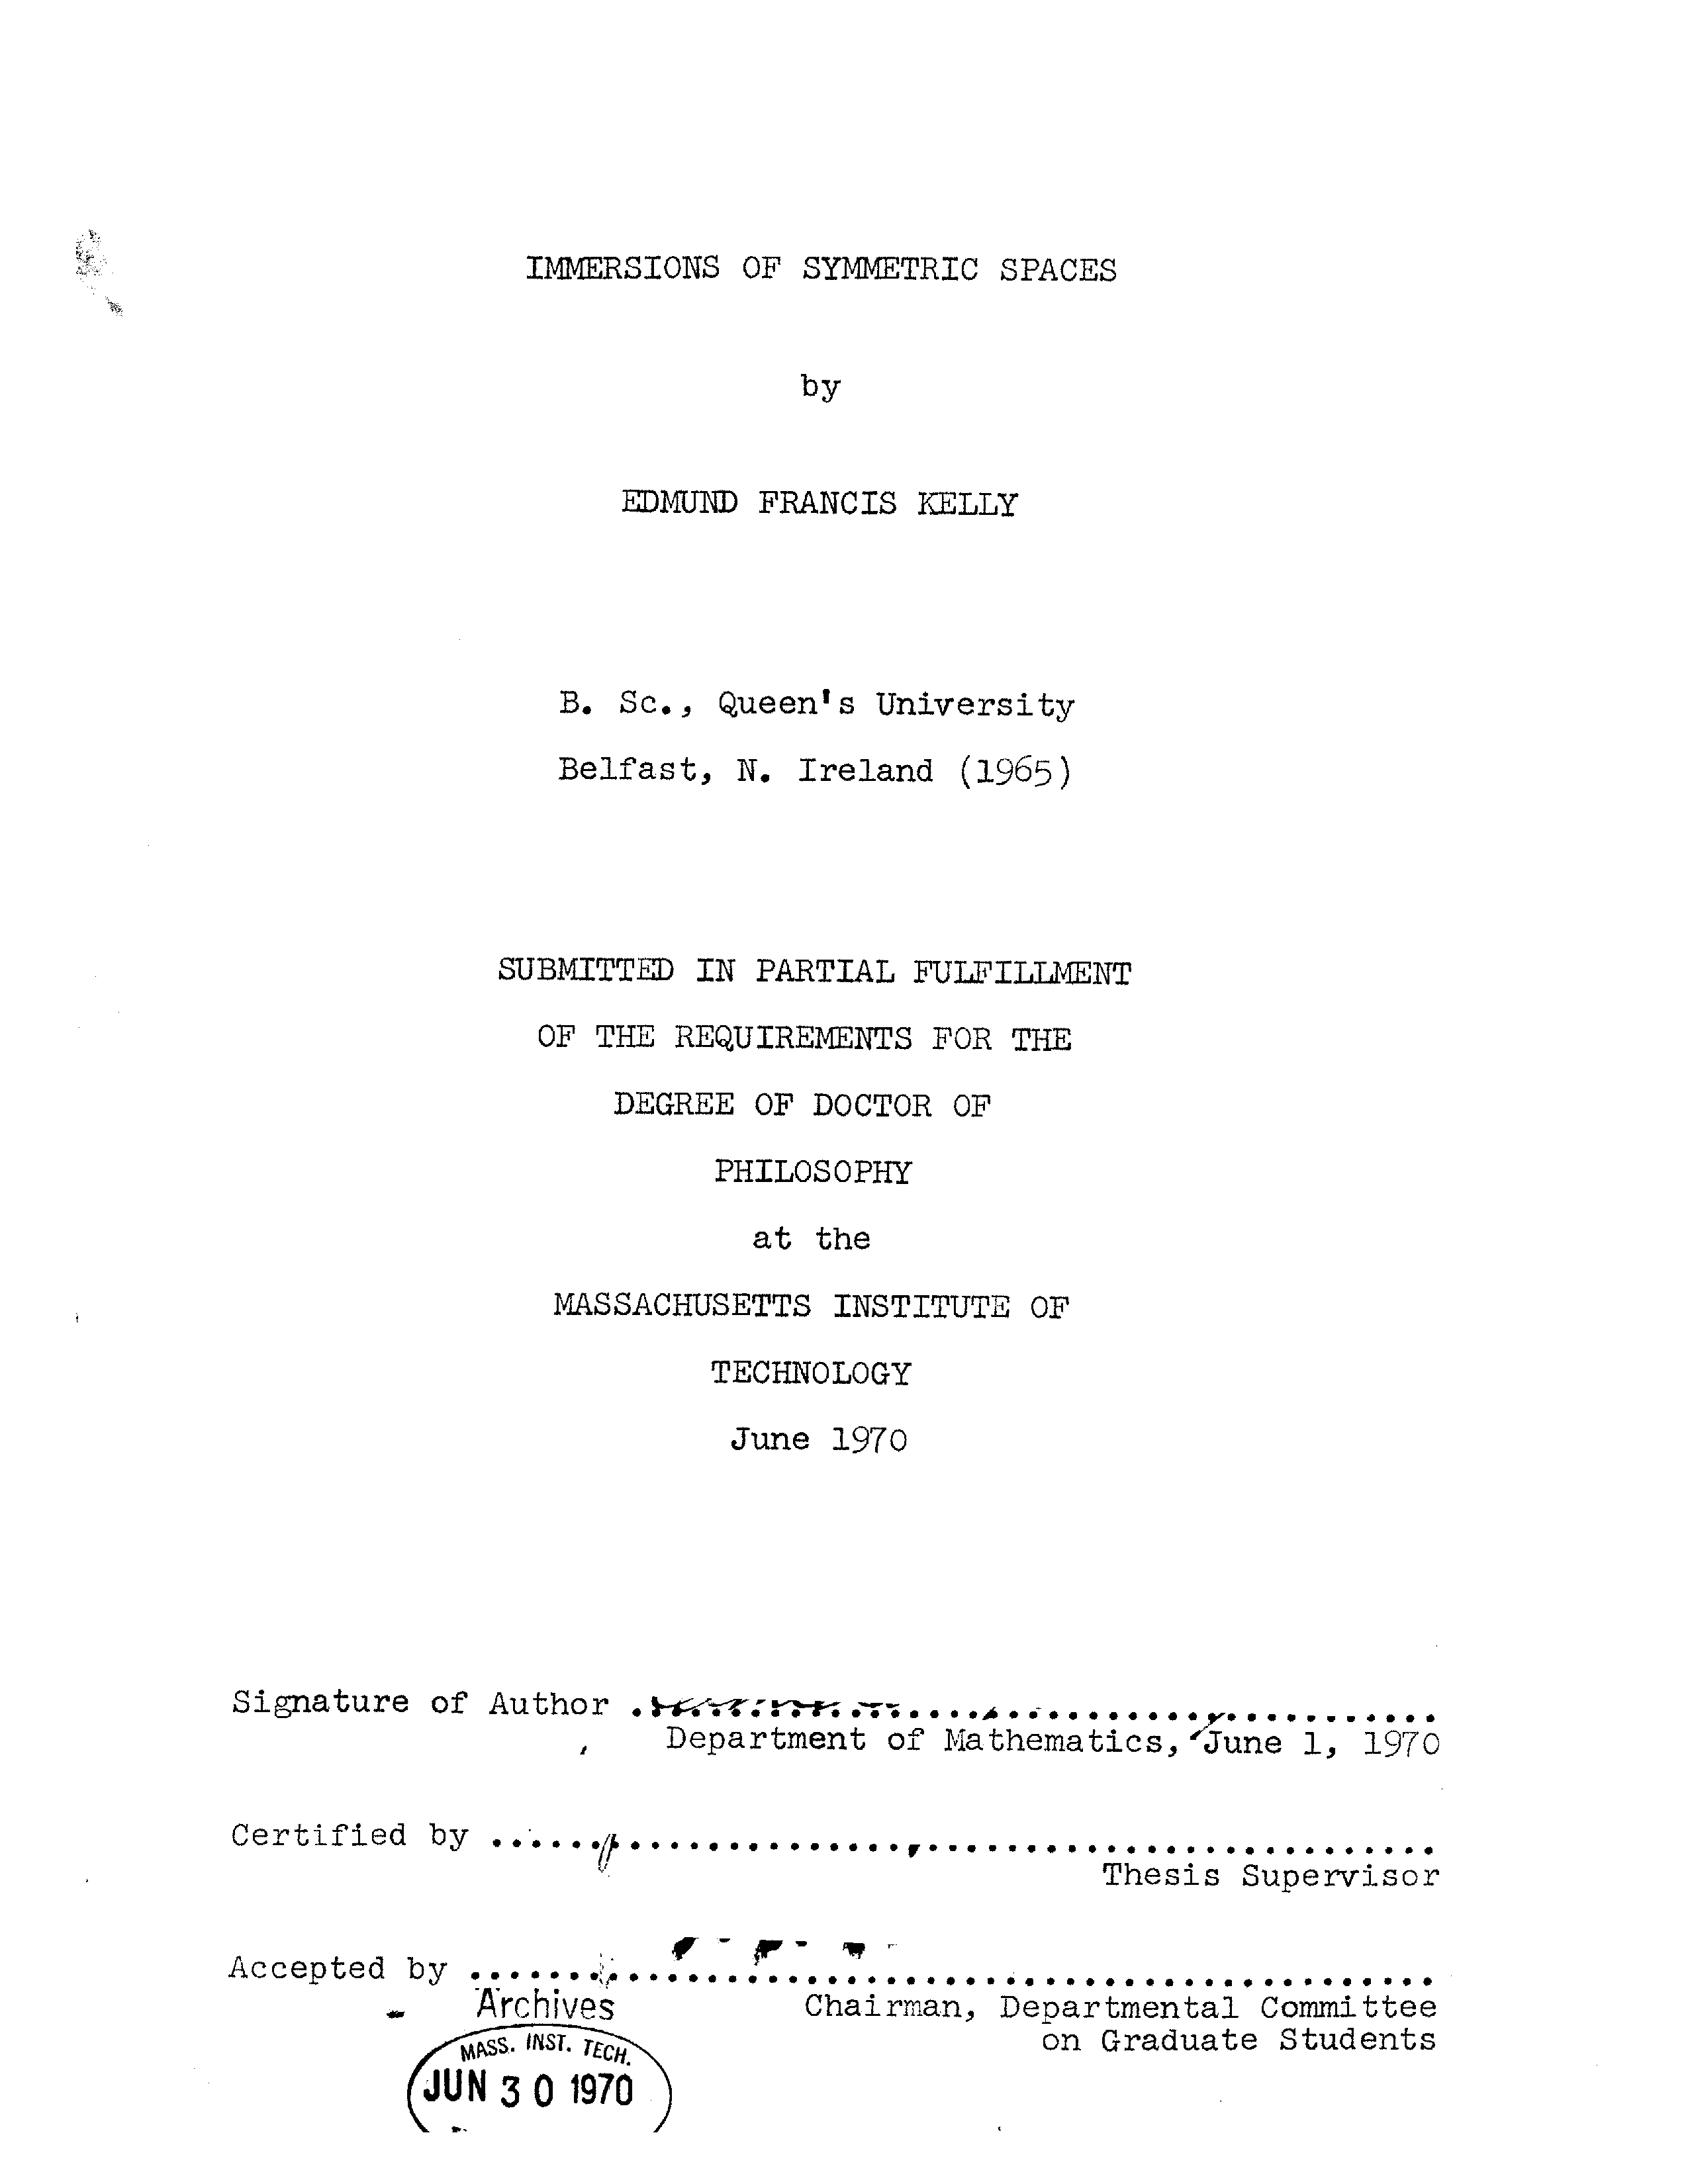 IMMERSIONS OF SYMMETRIC SPACES
by
EDMUND FRANCIS KELLY
B. Sc., Queen's University
Belfast, N. Ireland (1965)
SUBMITTED IN PARTIAL FULFILLMENT
OF THE REQUIREMENTS FOR THE
DEGREE OF DOCTOR OF
PHILOSOPHY
at the
MASSACHUSETTS INSTITUTE OF
TECHNOLOGY
June 1970
Signature of Author
Department of Mathematics, June 1, 1970
Certified by
Thesis Supervisor
Accepted by
Chairman, Departmental Committee
on Graduate Students
Archives
MASS. INST. TECH.
JUN 30 1970